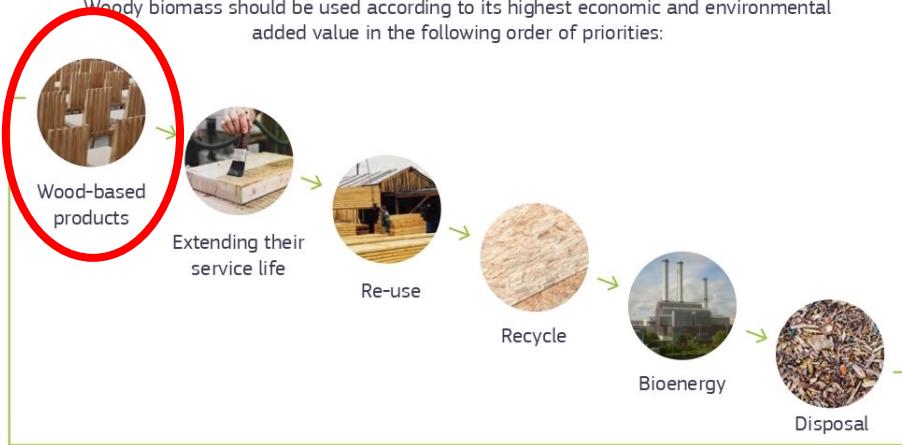 Woody biomass should be used according to its highest economic and environmental
added value in the following order of priorities:
Wood-based
products
Extending their
service life
Re-use
Recycle
Bioenergy
Disposal